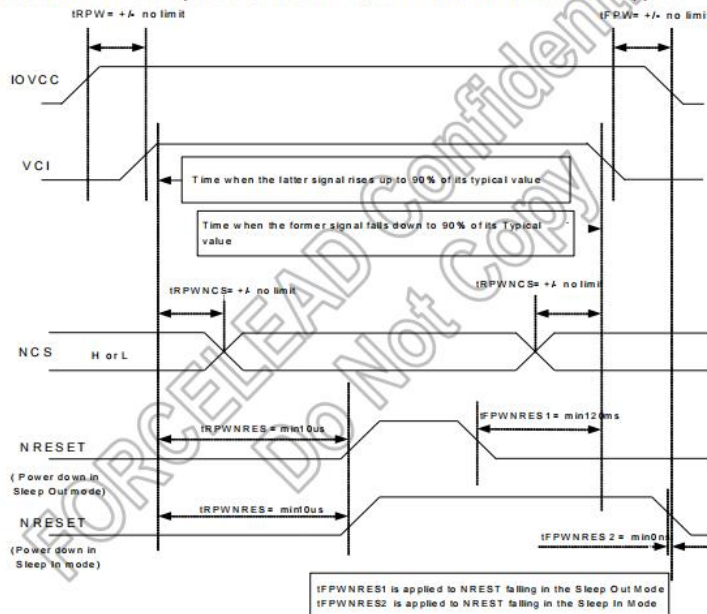 tRPW= +/- no limit
tFPW= +/- no limit
IOVCC
VCI
Time when the latter signal rises up to 90% of its typical value
Time when the former signal falls down to 90% of its Typical
value
tRPWNCS= +/- no limit
tRPWNCS= +/- no limit
NCS
H or L
tRPWNRES= min10us
tFPWNRES1= min120ms
NRESET
( Power down in
Sleep Out mode)
tRPWNRES= min10us
NRESET
(Power down in
Sleep In mode)
tFPWNRES2 = min0ns
tFPWNRES1 is applied to NREST falling in the Sleep Out Mode
tFPWNRES2 is applied to NREST falling in the Sleep In Mode
FORCELEAD Confidential
Do Not Copy